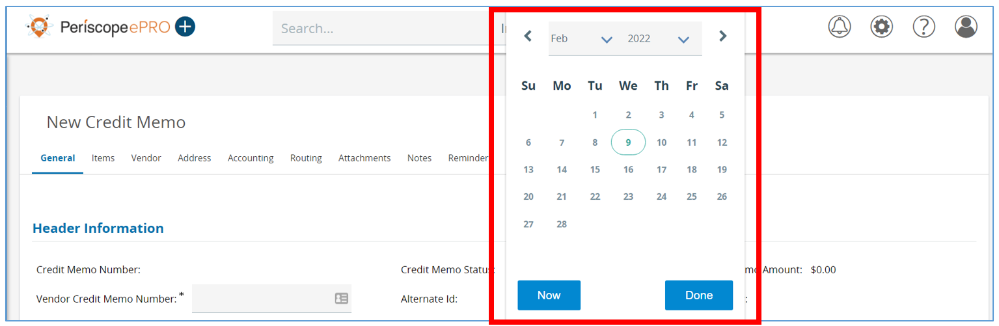 Periscope ePRO
Search...
Feb 2022
Su Mo Tu We Th Fr Sa
1 2 3 4 5
6 7 8 9 10 11 12
13 14 15 16 17 18 19
20 21 22 23 24 25 26
27 28
Now Done
New Credit Memo
General Items Vendor Address Accounting Routing Attachments Notes Reminder
Header Information
Credit Memo Number: Credit Memo Status: mo Amount: $0.00
Vendor Credit Memo Number: * Alternate Id: :